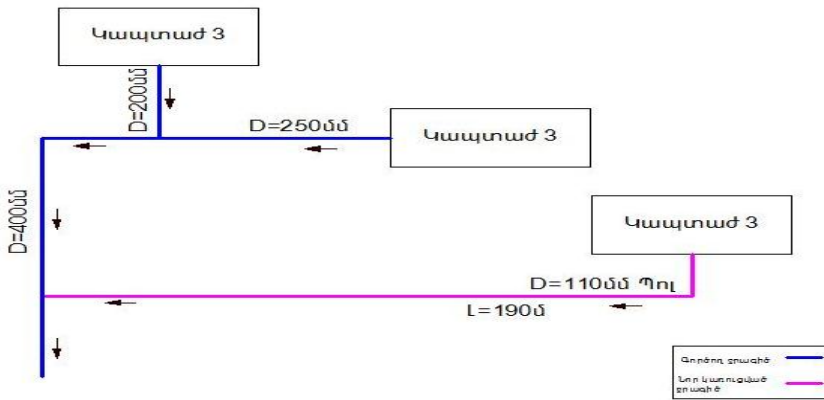 Կապտաժ 3
D=200մմ
D=250մմ
Կապտաժ 3
D=400մմ
Կապտաժ 3
D=110մմ Պոլ
Լ=190մ
Գործող ջրագիծ
Նոր կառուցված
ջրագիծ